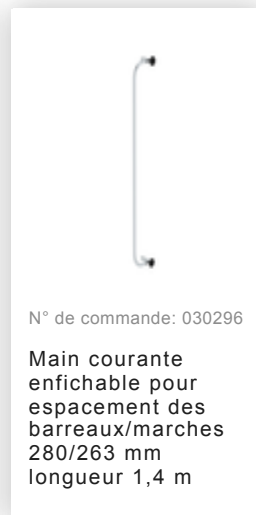 N° de commande: 030296
Main courante
enfichable pour
espacement des
barreaux/marches
280/263 mm
longueur 1,4 m